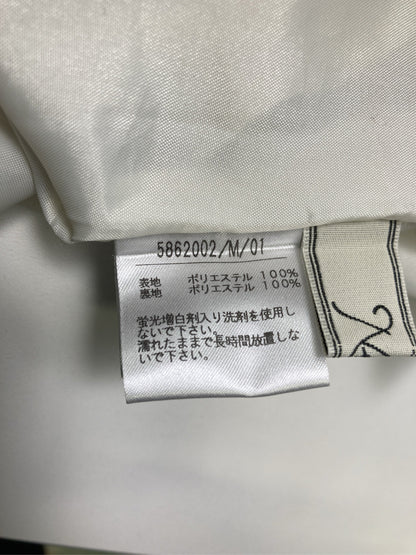 5862002/M/01
表地 ポリエステル 100%
裏地 ポリエステル 100%
蛍光増白剤入り洗剤を使用し
ないで下さい。
濡れたままで長時間放置しな
いで下さい。